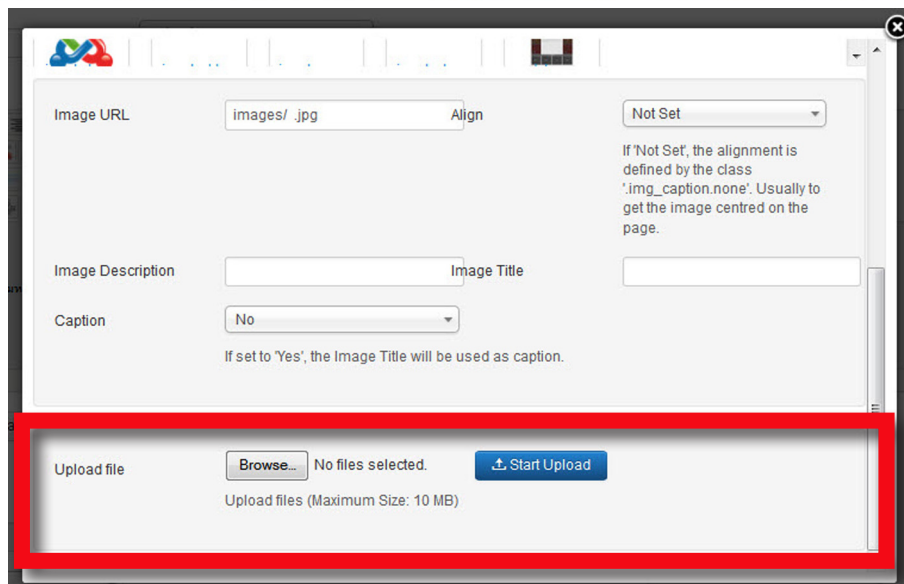 Image URL
images/ .jpg
Align
Not Set
If 'Not Set', the alignment is
defined by the class
'.img_caption.none'. Usually to
get the image centred on the
page.
Image Description
Image Title
Caption
No
If set to 'Yes', the Image Title will be used as caption.
Upload file
Browse...
No files selected.
Start Upload
Upload files (Maximum Size: 10 MB)